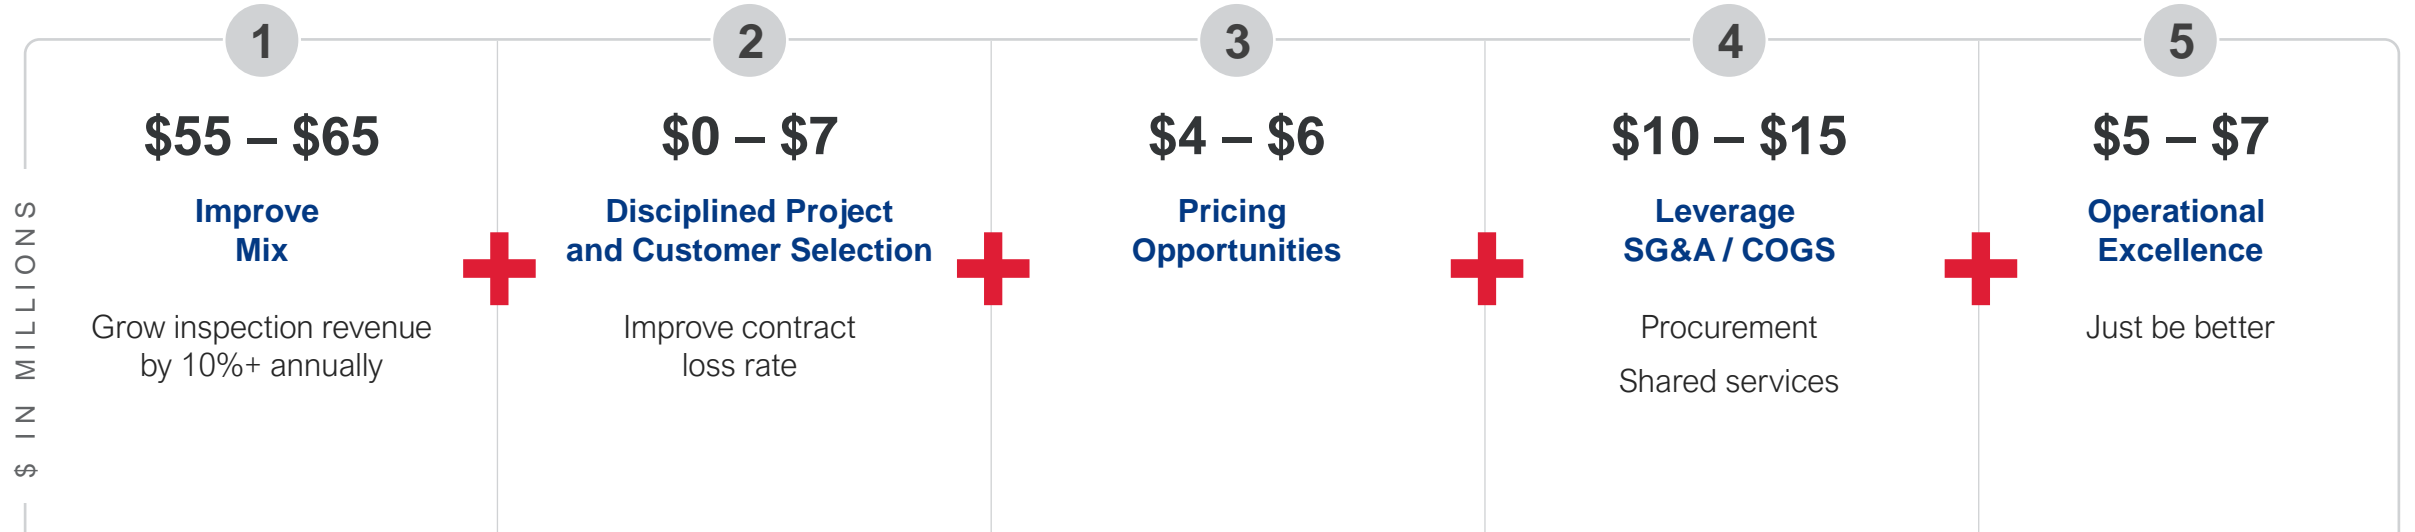 $ IN MILLIONS
1
$55 – $65
Improve
Mix
Grow inspection revenue
by 10%+ annually
2
$0 – $7
Disciplined Project
and Customer Selection
Improve contract
loss rate
3
$4 – $6
Pricing
Opportunities
4
$10 – $15
Leverage
SG&A / COGS
Procurement
Shared services
5
$5 – $7
Operational
Excellence
Just be better